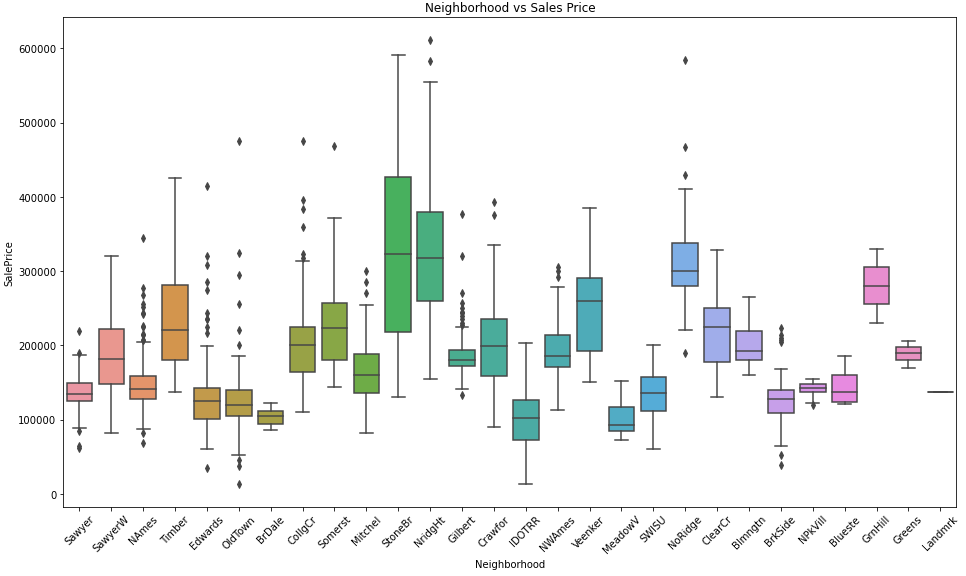 Neighborhood vs Sales Price
SalePrice
600000
500000
400000
300000
200000
100000
0
Sawyer
SawyerW
NAmes
Timber
Edwards
OldTown
BrDale
CollgCr
Somerst
Mitchel
StoneBr
NridgHt
Gilbert
Crawfor
IDOTRR
NWAmes
Veenker
MeadowV
SWISU
NoRidge
ClearCr
Blmngtn
BrkSide
NPkVill
Blueste
GrnHill
Greens
Landmrk
Neighborhood